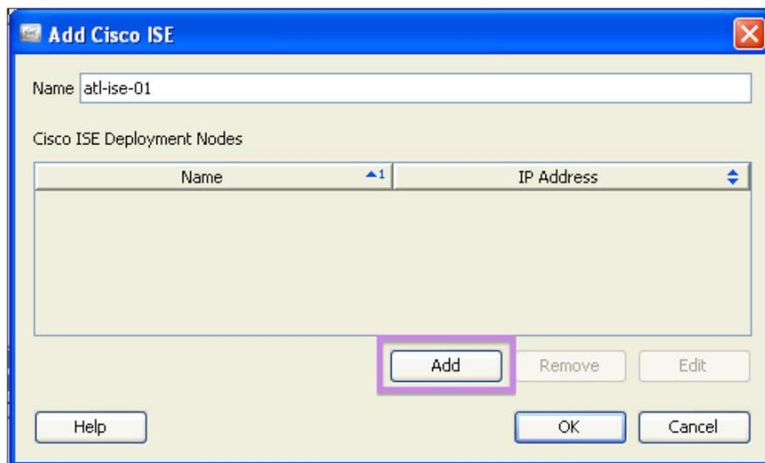 Add Cisco ISE
Name atl-ise-01
Cisco ISE Deployment Nodes
Name 1 IP Address
Add Remove Edit
Help OK Cancel